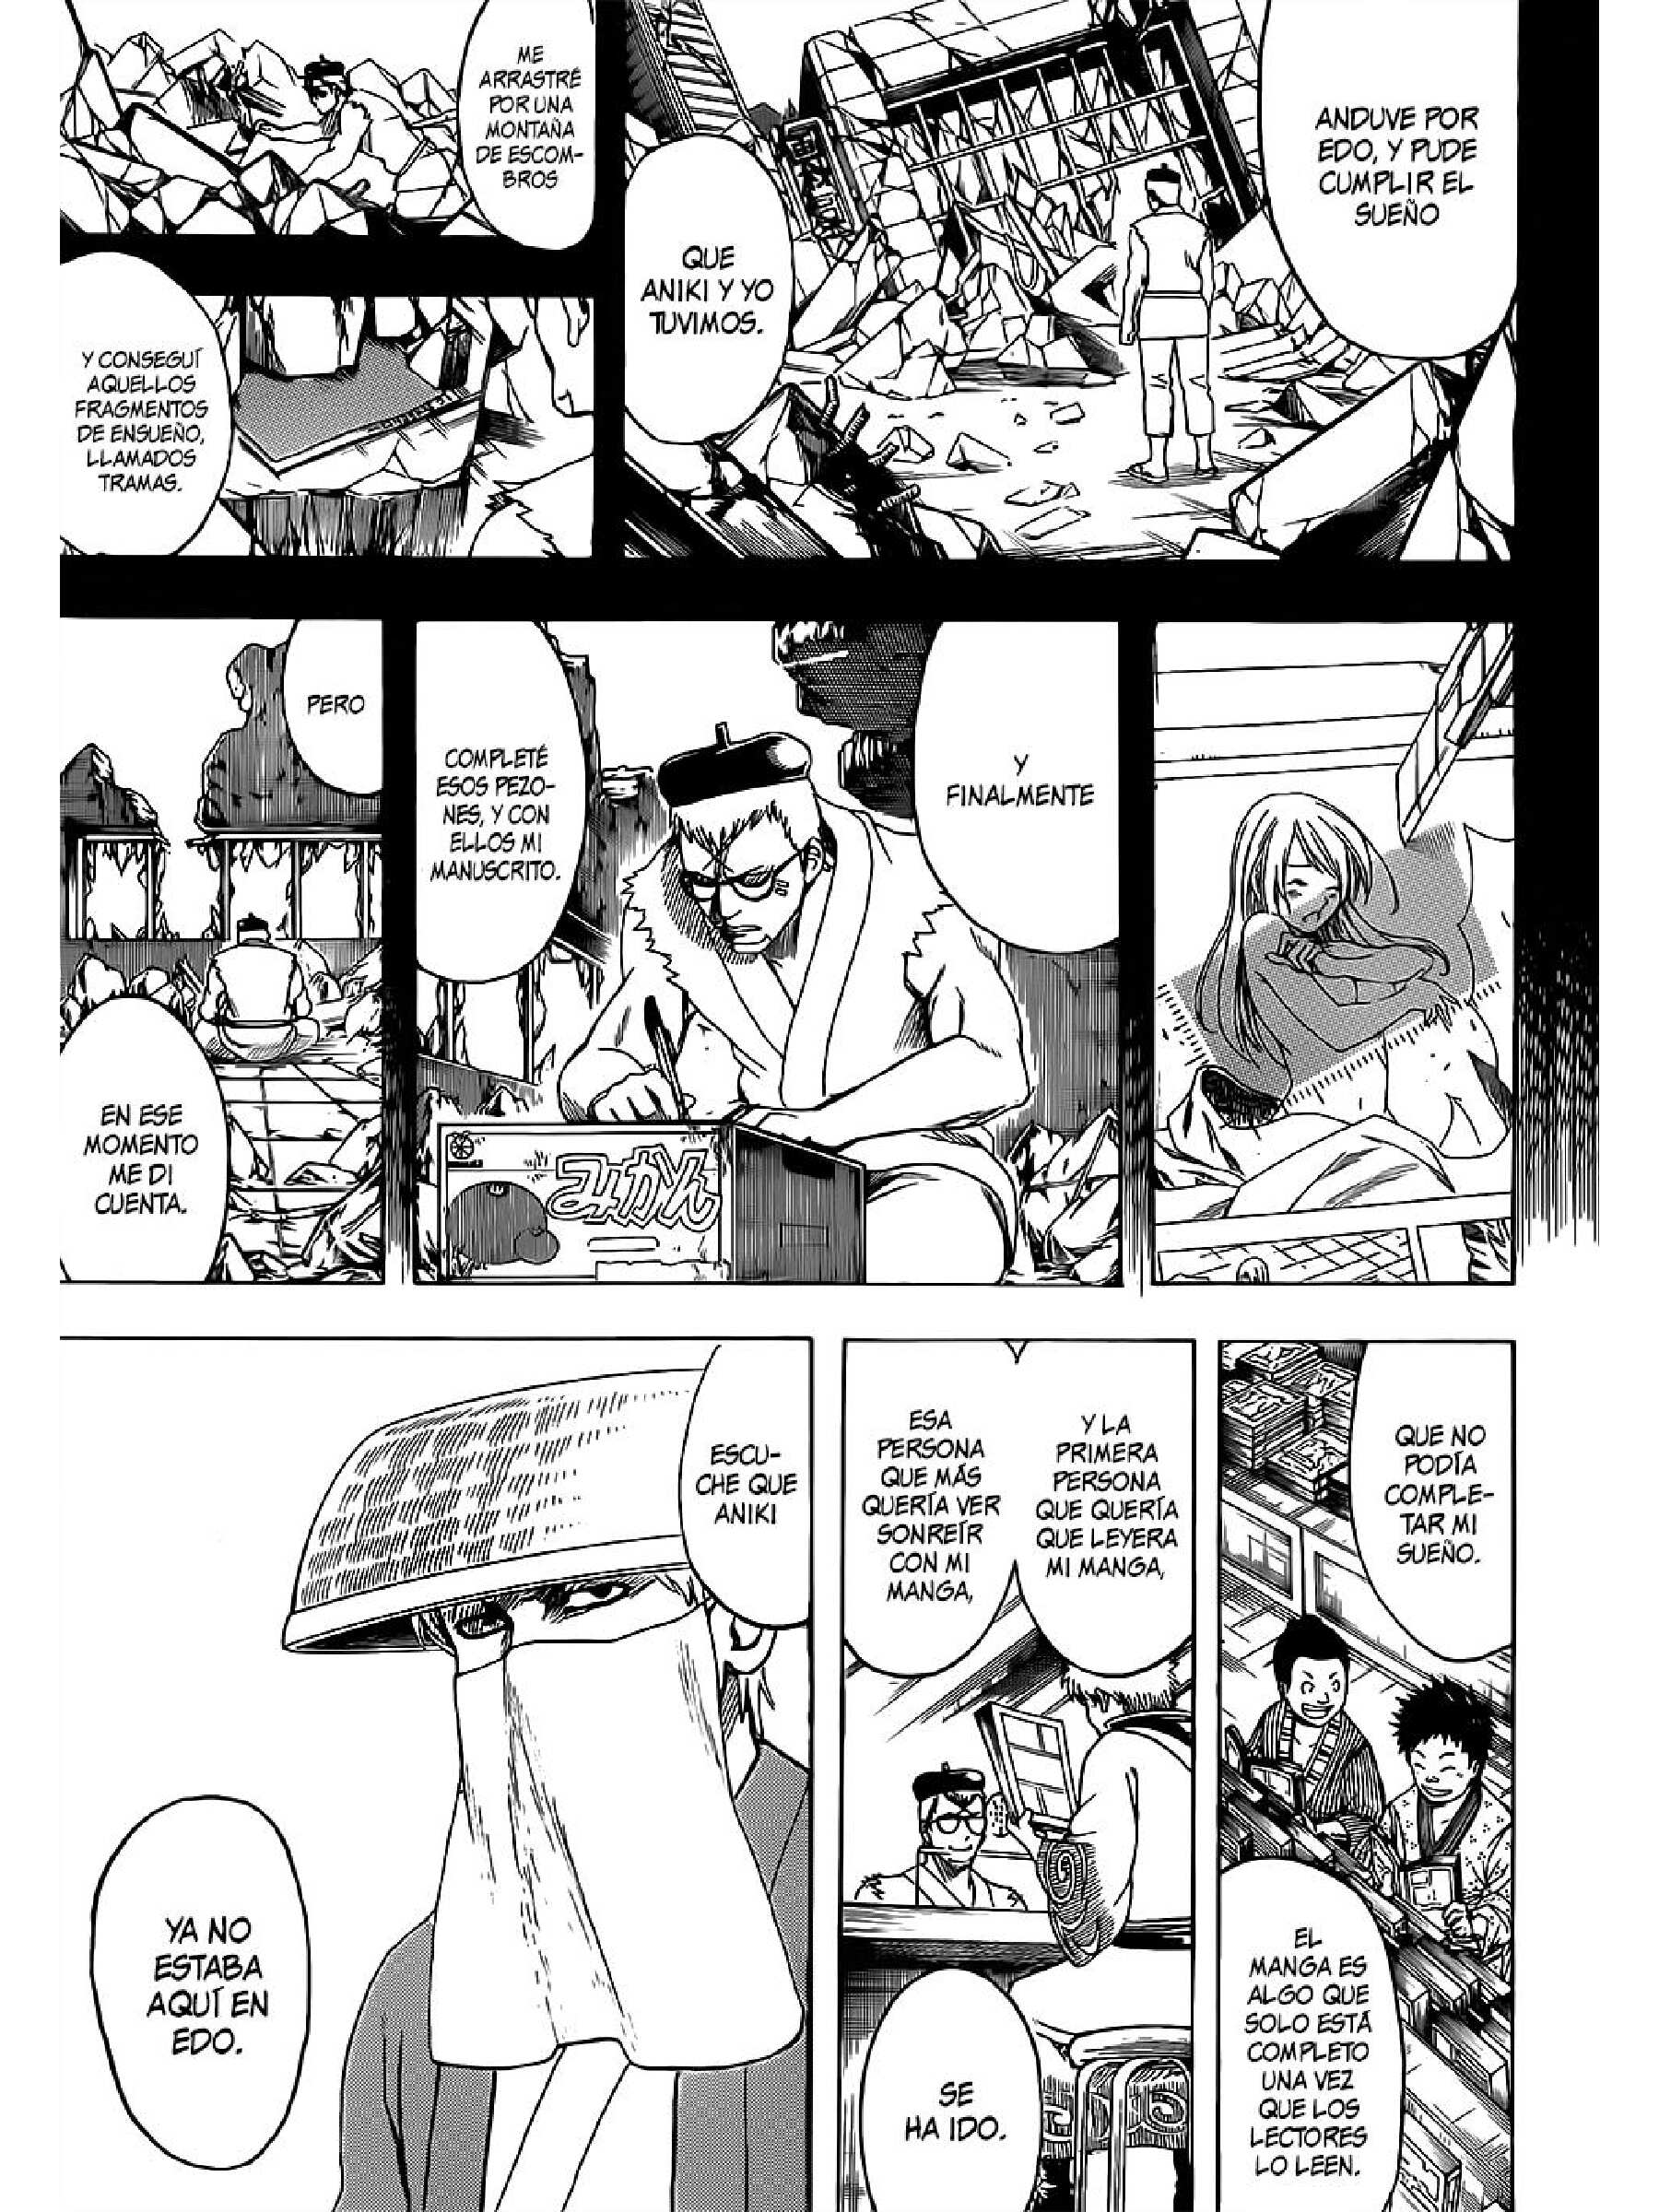 ANDUVE POR
EDO, Y PUDE
CUMPLIR EL
SUEÑO
QUE
ANIKI Y YO
TUVIMOS.
ME
ARRASTRÉ
POR UNA
MONTAÑA
DE ESCOM-
BROS
Y CONSEGUÍ
AQUELLOS
FRAGMENTOS
DE ENSUEÑO,
LLAMADOS
TRAMAS.
Y
FINALMENTE
COMPLETÉ
ESOS PEZO-
NES, Y CON
ELLOS MI
MANUSCRITO.
みかん
PERO
EN ESE
MOMENTO
ME DI
CUENTA.
QUE NO
PODÍA
COMPLE-
TAR MI
SUEÑO.
EL
MANGA ES
ALGO QUE
SOLO ESTÁ
COMPLETO
UNA VEZ
QUE LOS
LECTORES
LO LEEN.
Y LA
PRIMERA
PERSONA
QUE QUERÍA
QUE LEYERA
MI MANGA,
ESA
PERSONA
QUE MÁS
QUERÍA VER
SONREÍR
CON MI
MANGA,
SE
HA IDO.
ESCU-
CHE QUE
ANIKI
YA NO
ESTABA
AQUÍ EN
EDO.